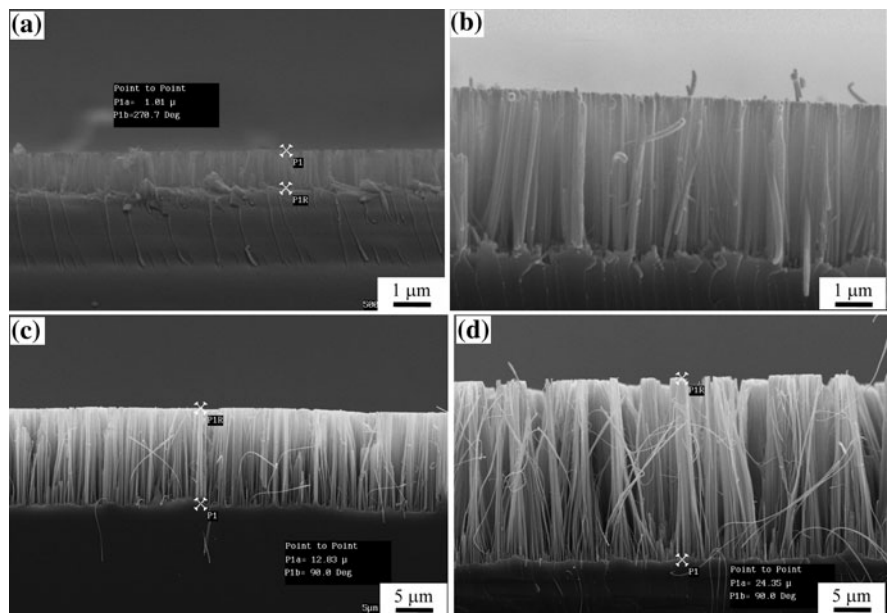 (a)
Point to Point
P1a= 1.01 μ
P1b=270.7 Deg
P1
P1R
1 μm
(b)
1 μm
(c)
P1R
P1
Point to Point
P1a= 12.83 μ
P1b= 90.0 Deg
5μm
5 μm
(d)
P1R
P1
Point to Point
P1a= 24.35 μ
P1b= 90.0 Deg
5 μm